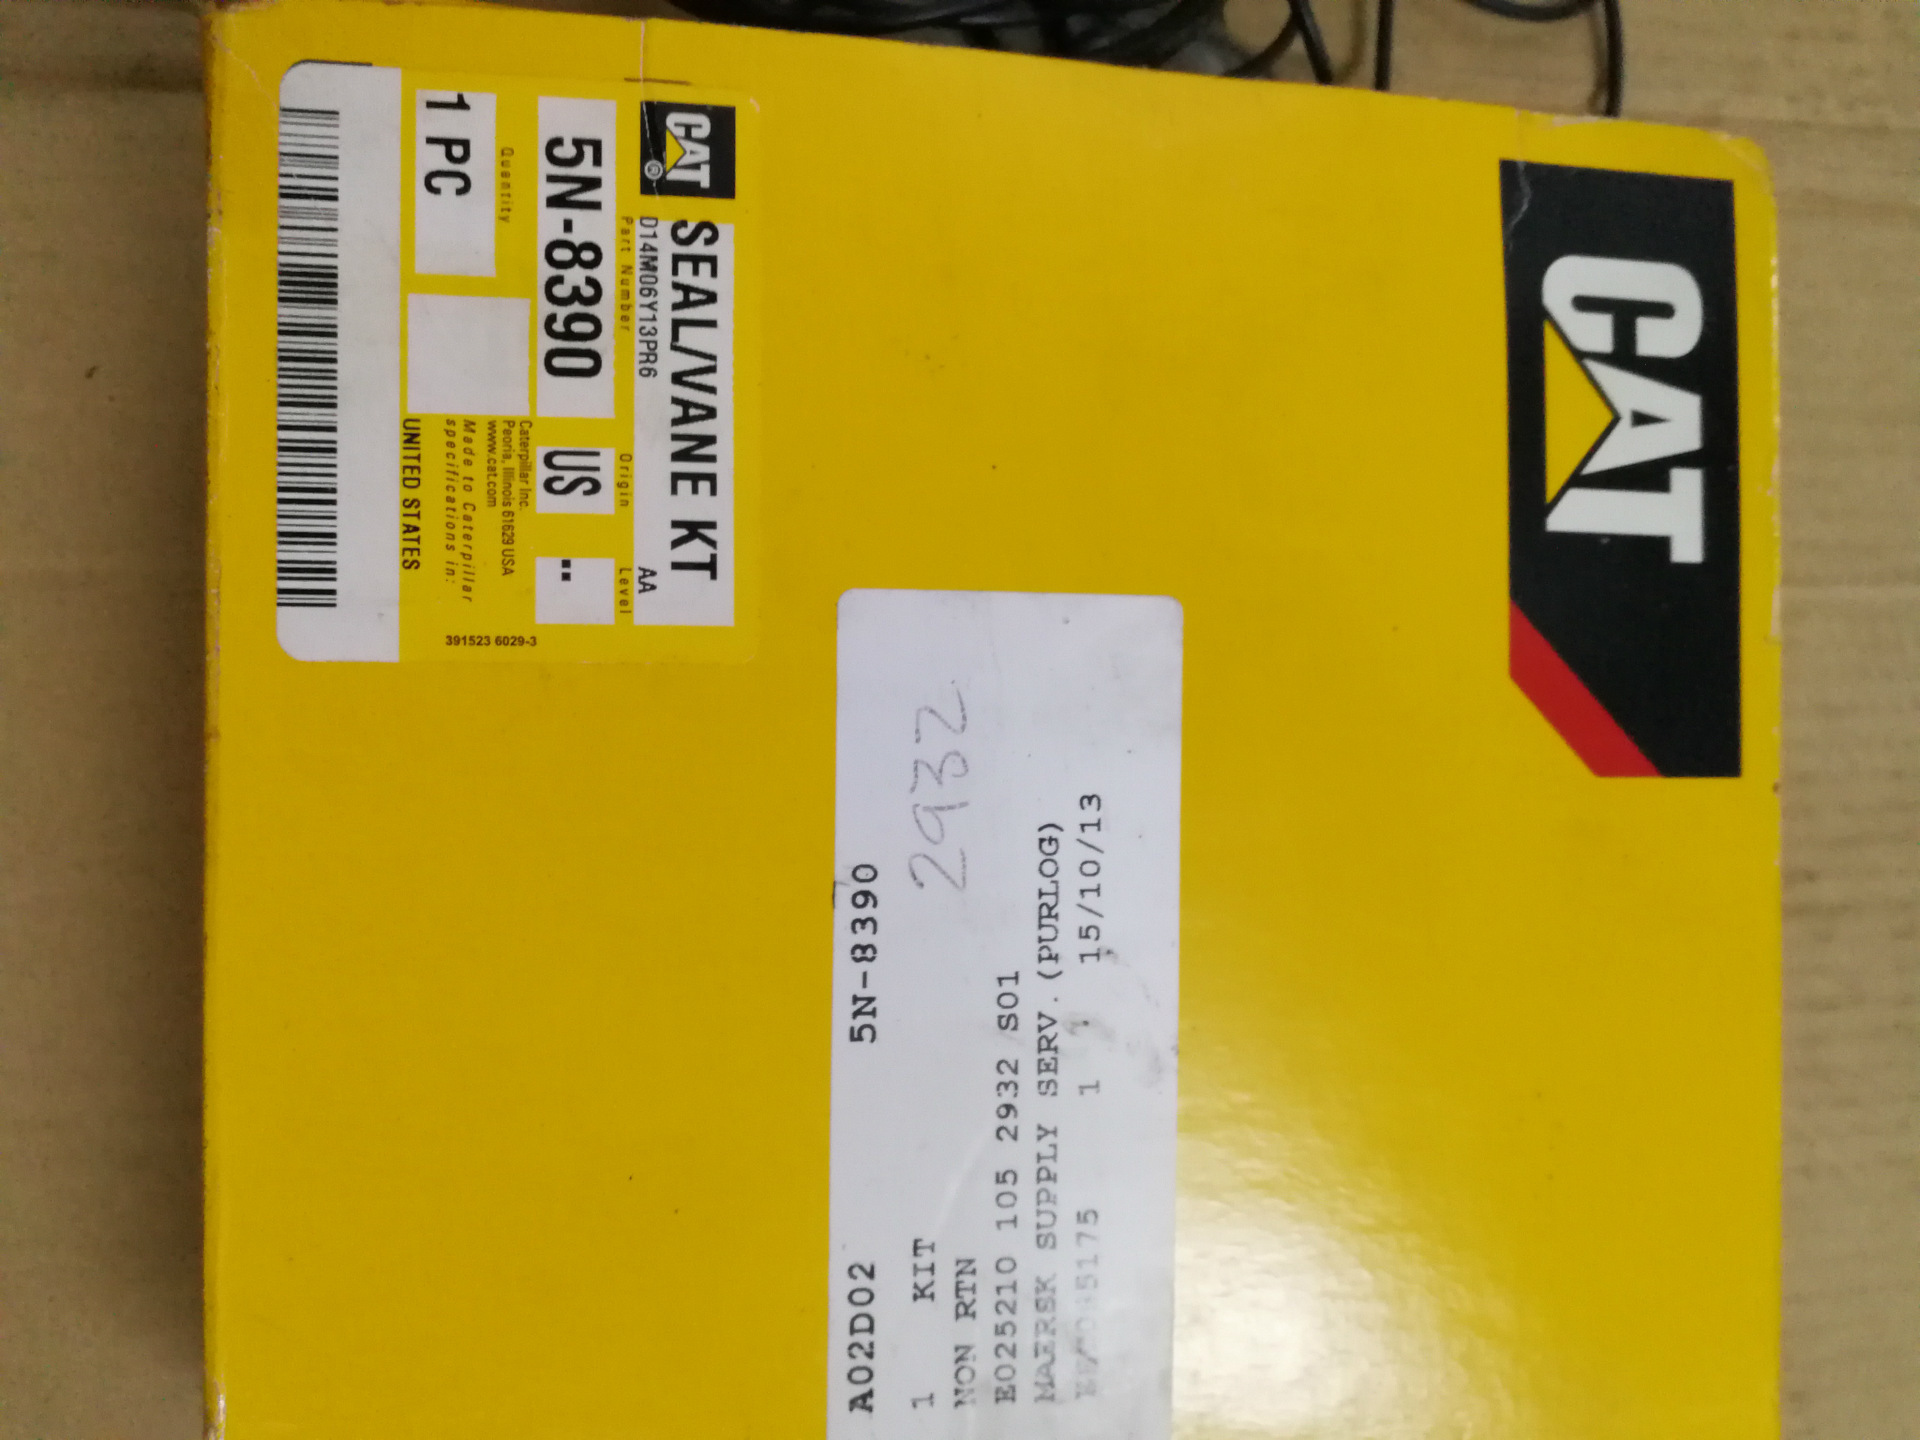 CAT
CAT®
SEAL/VANE KT
D14M06Y13PR6 AA
Part Number Origin Level
5N-8390 US --
Quantity
1 PC
Caterpillar Inc.
Peoria, Illinois 61629 USA
www.cat.com
Made to Caterpillar
specifications in:
UNITED STATES
391523 6029-3
A02D02 5N-8390
1 KIT
2932
NON RTN
E025210 105 2932 S01
MAERSK SUPPLY SERV.(PURLOG)
1 15/10/13